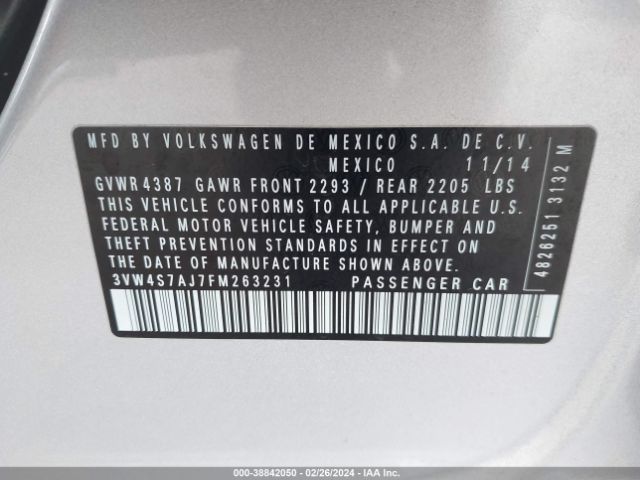 MFD BY VOLKSWAGEN DE MEXICO S.A. DE C.V.
MEXICO 11/14
GVWR 4387 GAWR FRONT 2293 / REAR 2205 LBS
THIS VEHICLE CONFORMS TO ALL APPLICABLE U.S.
FEDERAL MOTOR VEHICLE SAFETY, BUMPER AND
THEFT PREVENTION STANDARDS IN EFFECT ON
THE DATE OF MANUFACTURE SHOWN ABOVE.
3VW4S7AJ7FM263231 PASSENGER CAR
4826251 3132 M
000-38842050 / 02/26/2024 - IAAI.COM